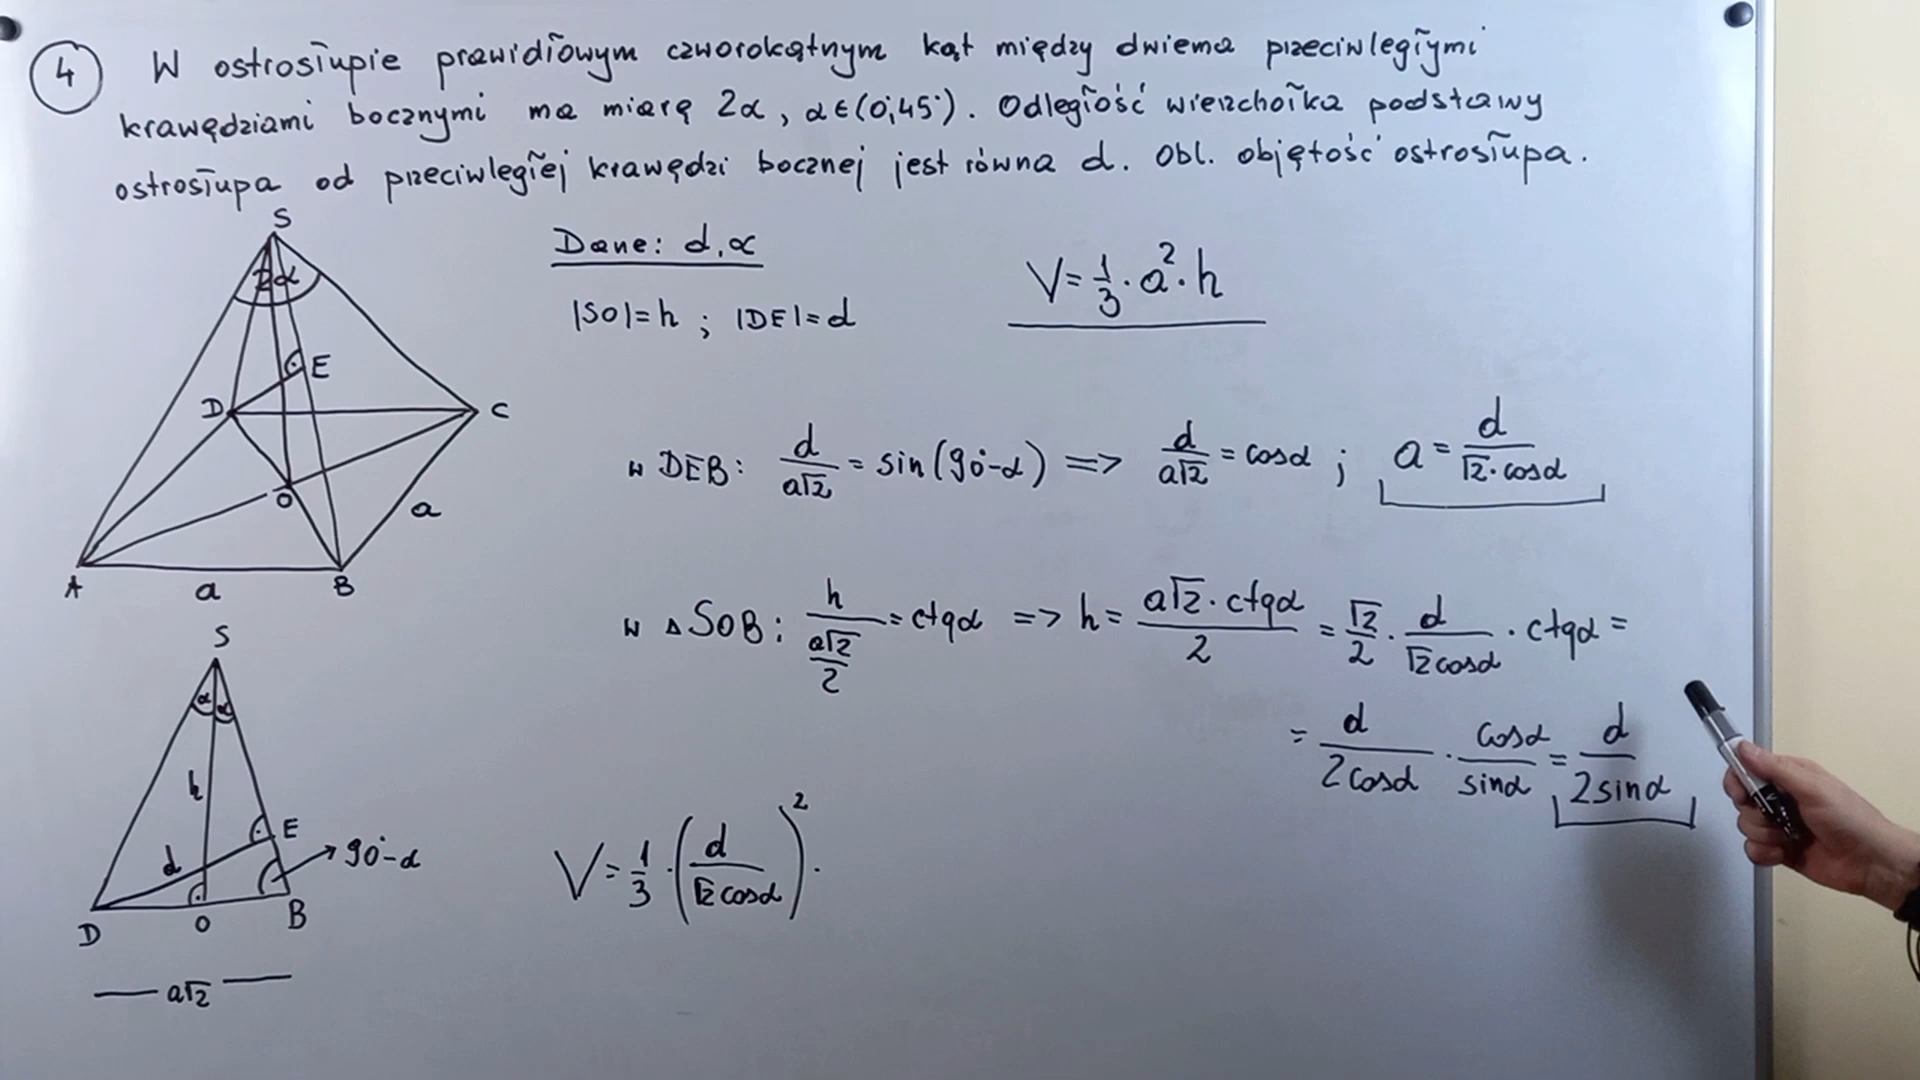 4 W ostrosłupie prawidłowym czworokątnym kąt między dwiema przeciwległymi
krawędziami bocznymi ma miarę 2α, α∈(0,45°). Odległość wierzchołka podstawy
ostrosłupa od przeciwległej krawędzi bocznej jest równa d. Obl. objętość ostrosłupa.
S
2α
E
D
C
O
a
A
a
B
Dane: d, α
|SO|=h ; |DE|=d
V=1/3·a²·h
w DEB: d/(a√2) = sin(90°-α) => d/(a√2) = cosα ; a = d/(√2·cosα)
w △SOB: h/(a√2/2) = ctgα => h = (a√2·ctgα)/2 = √2/2 · d/(√2cosα) · ctgα =
= d/(2cosα) · cosα/sinα = d/(2sinα)
S
α α
h
E
d
90°-α
D
O
B
a√2
V = 1/3 · (d/(√2cosα))² ·